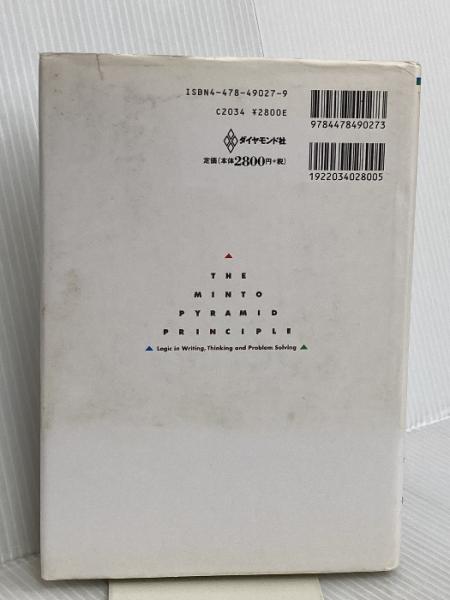 ISBN4-478-49027-9
C2034 ¥2800E
ダイヤモンド社
定価(本体2800円+税)
9784478490273
1922034028005
THE
MINTO
PYRAMID
PRINCIPLE
Logic in Writing, Thinking and Problem Solving